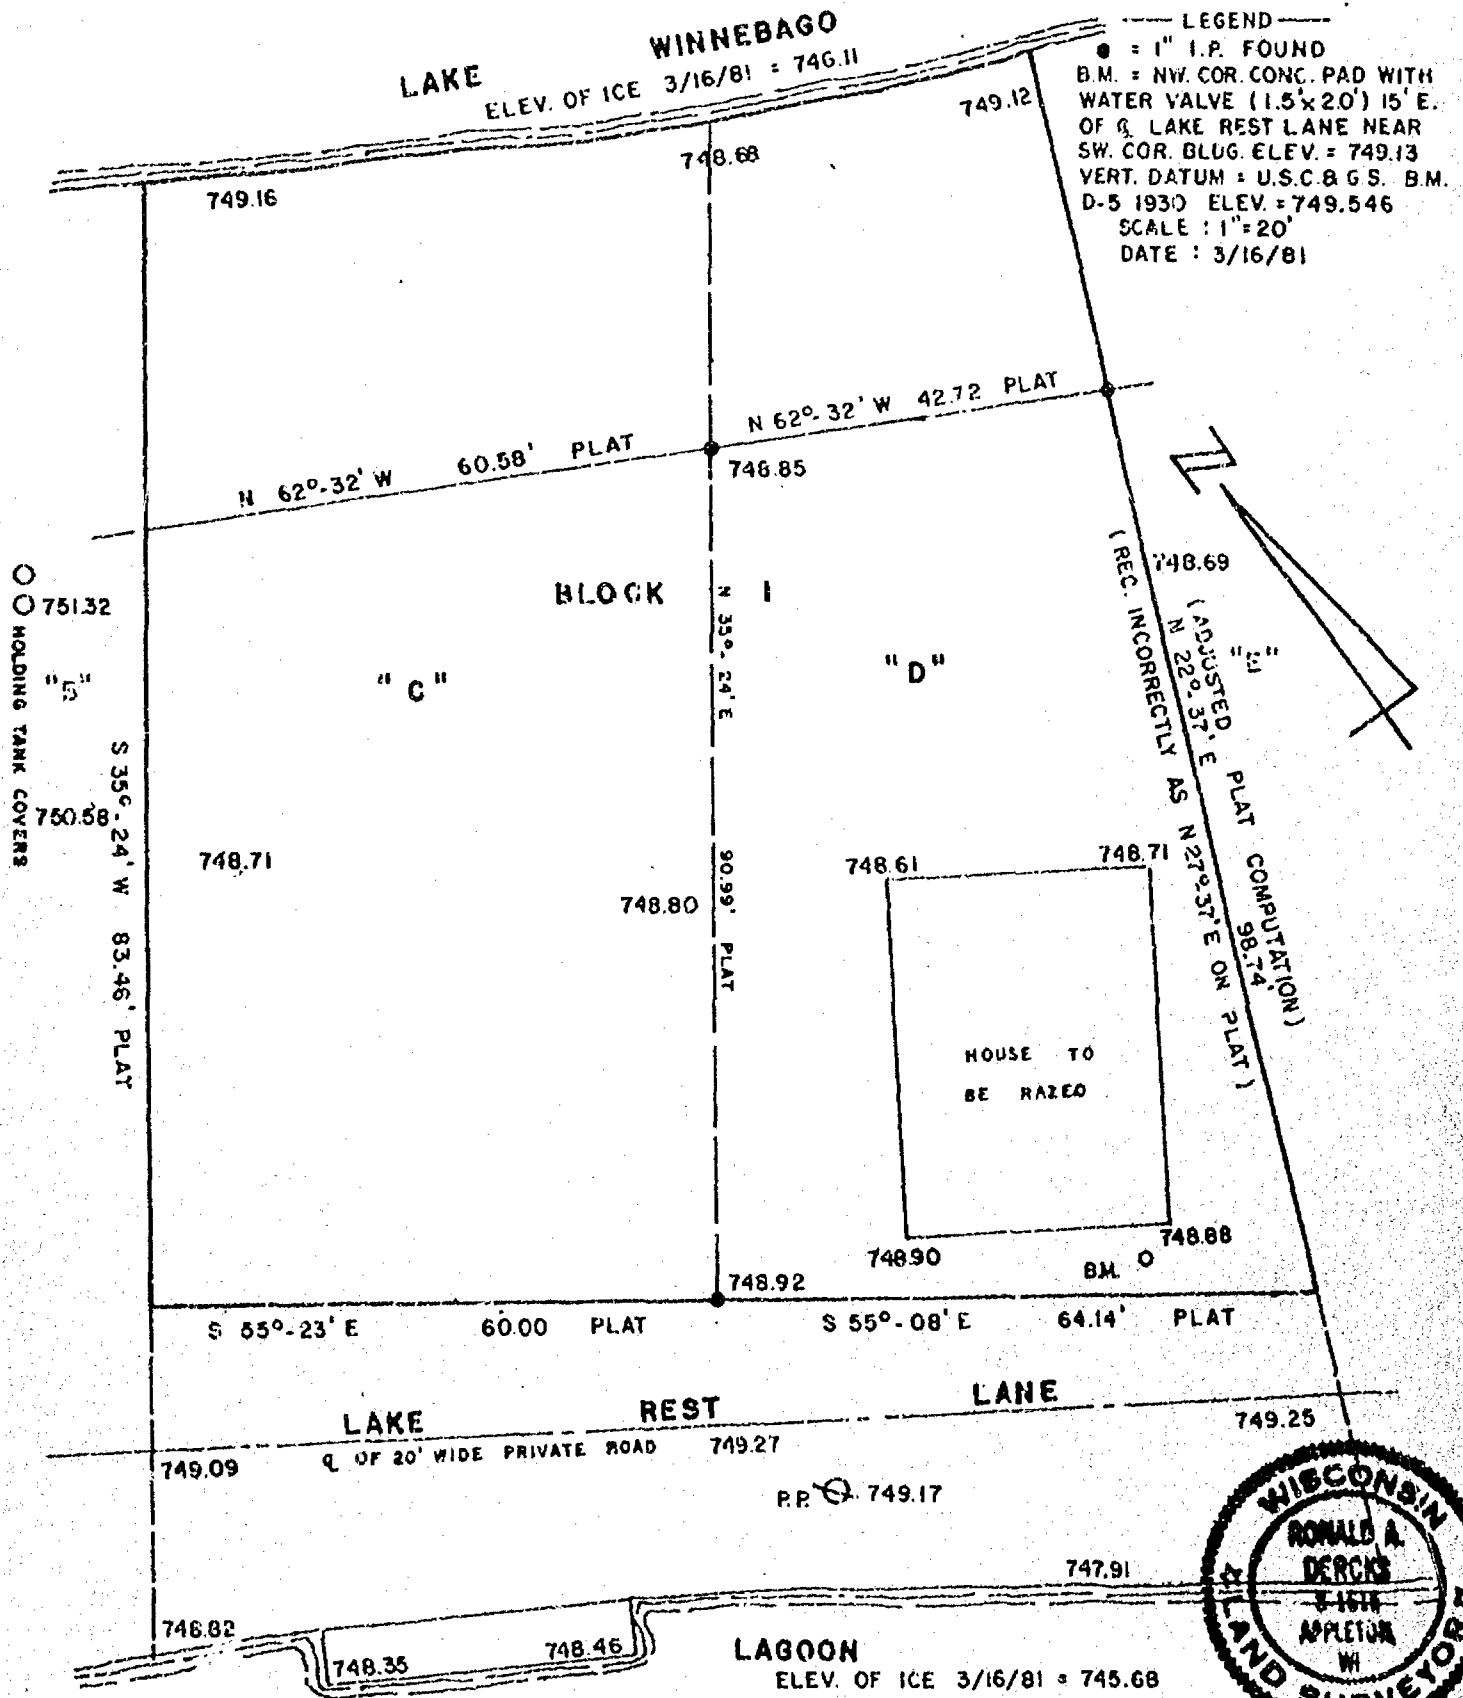 LAKE WINNEBAGO
ELEV. OF ICE 3/16/81 = 746.11
LEGEND
● = 1" I.P. FOUND
B.M. = NW. COR. CONC. PAD WITH
WATER VALVE (1.5' x 2.0') 15' E.
OF ℄ LAKE REST LANE NEAR
SW. COR. BLDG. ELEV. = 749.13
VERT. DATUM = U.S.C.& G.S. B.M.
D-5 1930 ELEV. = 749.546
SCALE : 1"=20'
DATE : 3/16/81
749.12
748.68
749.16
N 62°-32' W 42.72 PLAT
N 62°-32' W 60.58' PLAT
748.85
N
748.69
BLOCK 1
751.32
HOLDING TANK COVERS
"C"
"D"
N 35°-24' E 90.99' PLAT
(ADJUSTED PLAT COMPUTATION)
N 22°-37' E 98.74'
(REC. INCORRECTLY AS N 27°-37' E ON PLAT)
S 35°-24' W 83.46' PLAT
750.58
748.71
748.80
748.61
748.71
HOUSE TO
BE RAZED
748.90
748.88
B.M.
748.92
S 55°-23' E 60.00 PLAT
S 55°-08' E 64.14' PLAT
LAKE REST LANE
749.09
℄ OF 20' WIDE PRIVATE ROAD
749.27
749.25
P.P. 749.17
747.91
748.82
748.35
748.46
LAGOON
ELEV. OF ICE 3/16/81 = 745.68
WISCONSIN
RONALD A.
DERCKS
APPLETON
WI
LAND SURVEYOR